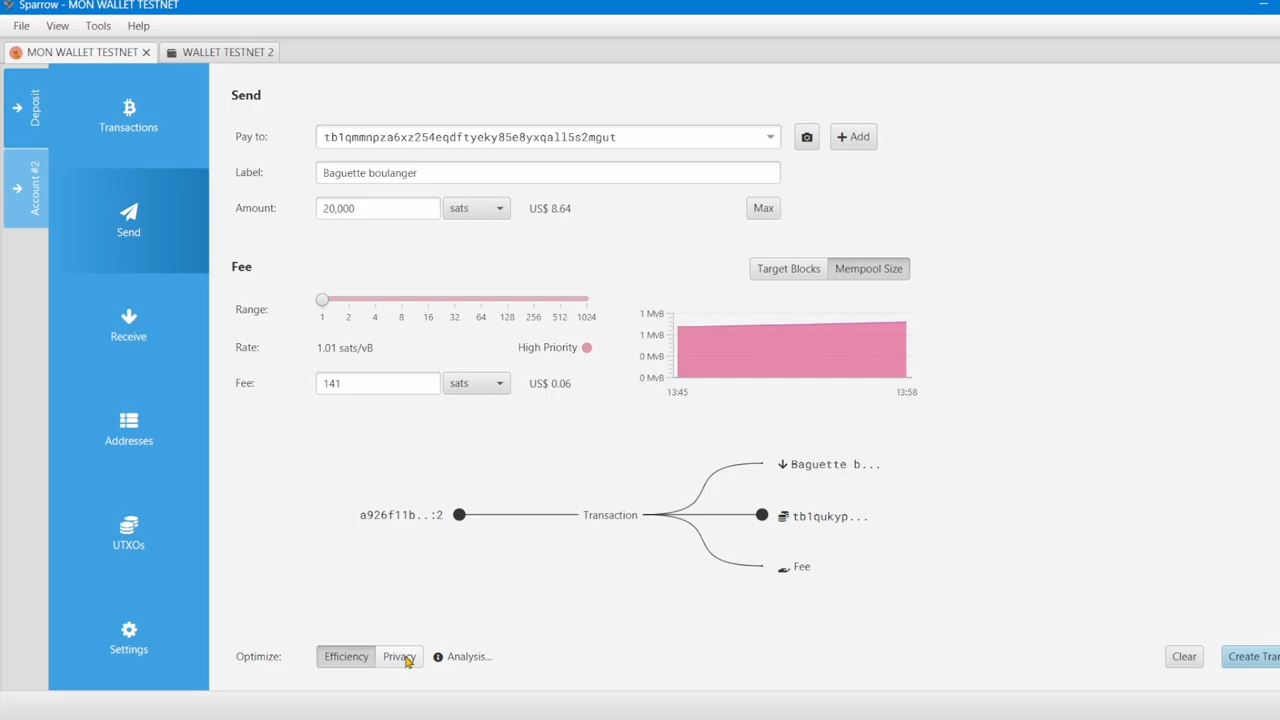 Sparrow - MON WALLET TESTNET
File View Tools Help
MON WALLET TESTNET WALLET TESTNET 2
Deposit
Account #2
Transactions
Send
Receive
Addresses
UTXOs
Settings
Send
Pay to: tb1qmmnpza6xz254eqdftyeky85e8yxqall5s2mgut Add
Label: Baguette boulanger
Amount: 20,000 sats US$ 8.64 Max
Fee Target Blocks Mempool Size
Range: 1 2 4 8 16 32 64 128 256 512 1024
Rate: 1.01 sats/vB High Priority
Fee: 141 sats US$ 0.06
1 MvB
1 MvB
0 MvB
0 MvB
13:45 13:58
Baguette b...
a926f11b..:2 Transaction tb1qukyp...
Fee
Optimize: Efficiency Privacy Analysis... Clear Create Tran